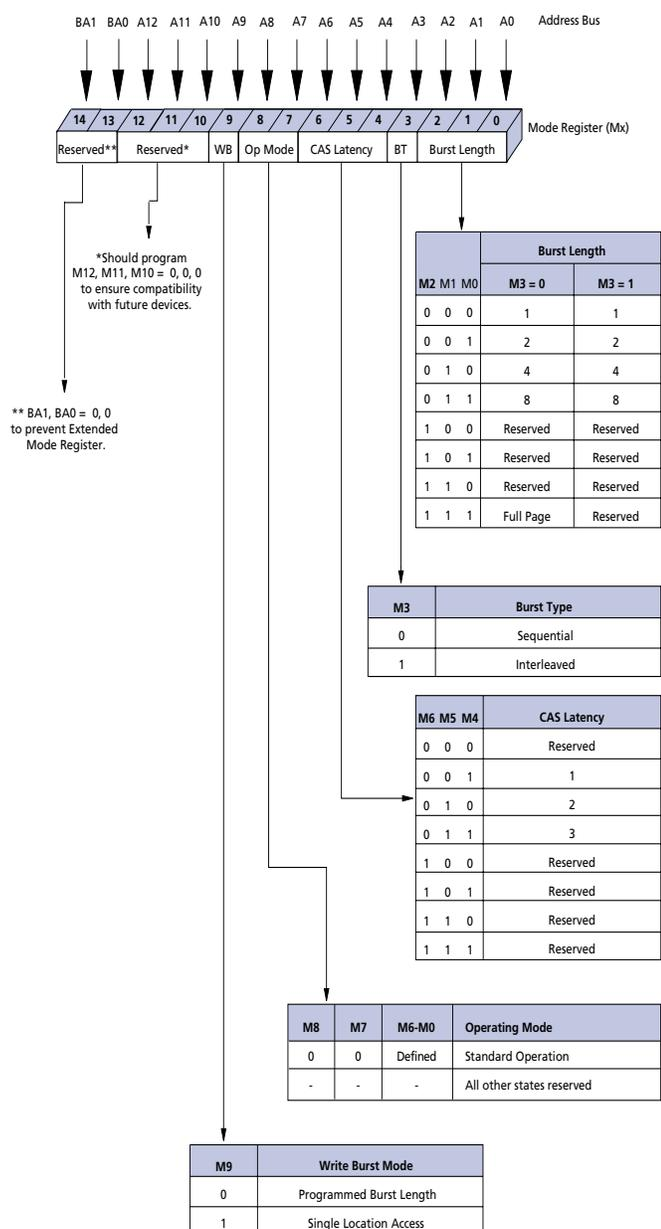 BA1 BA0 A12 A11 A10 A9 A8 A7 A6 A5 A4 A3 A2 A1 A0 Address Bus
14 13 12 11 10 9 8 7 6 5 4 3 2 1 0 Mode Register (Mx)
Reserved** Reserved* WB Op Mode CAS Latency BT Burst Length
*Should program
M12, M11, M10 = 0, 0, 0
to ensure compatibility
with future devices.
** BA1, BA0 = 0, 0
to prevent Extended
Mode Register.
Burst Length
M2 M1 M0 M3 = 0 M3 = 1
0 0 0 1 1
0 0 1 2 2
0 1 0 4 4
0 1 1 8 8
1 0 0 Reserved Reserved
1 0 1 Reserved Reserved
1 1 0 Reserved Reserved
1 1 1 Full Page Reserved
M3 Burst Type
0 Sequential
1 Interleaved
M6 M5 M4 CAS Latency
0 0 0 Reserved
0 0 1 1
0 1 0 2
0 1 1 3
1 0 0 Reserved
1 0 1 Reserved
1 1 0 Reserved
1 1 1 Reserved
M8 M7 M6-M0 Operating Mode
0 0 Defined Standard Operation
- - - All other states reserved
M9 Write Burst Mode
0 Programmed Burst Length
1 Single Location Access